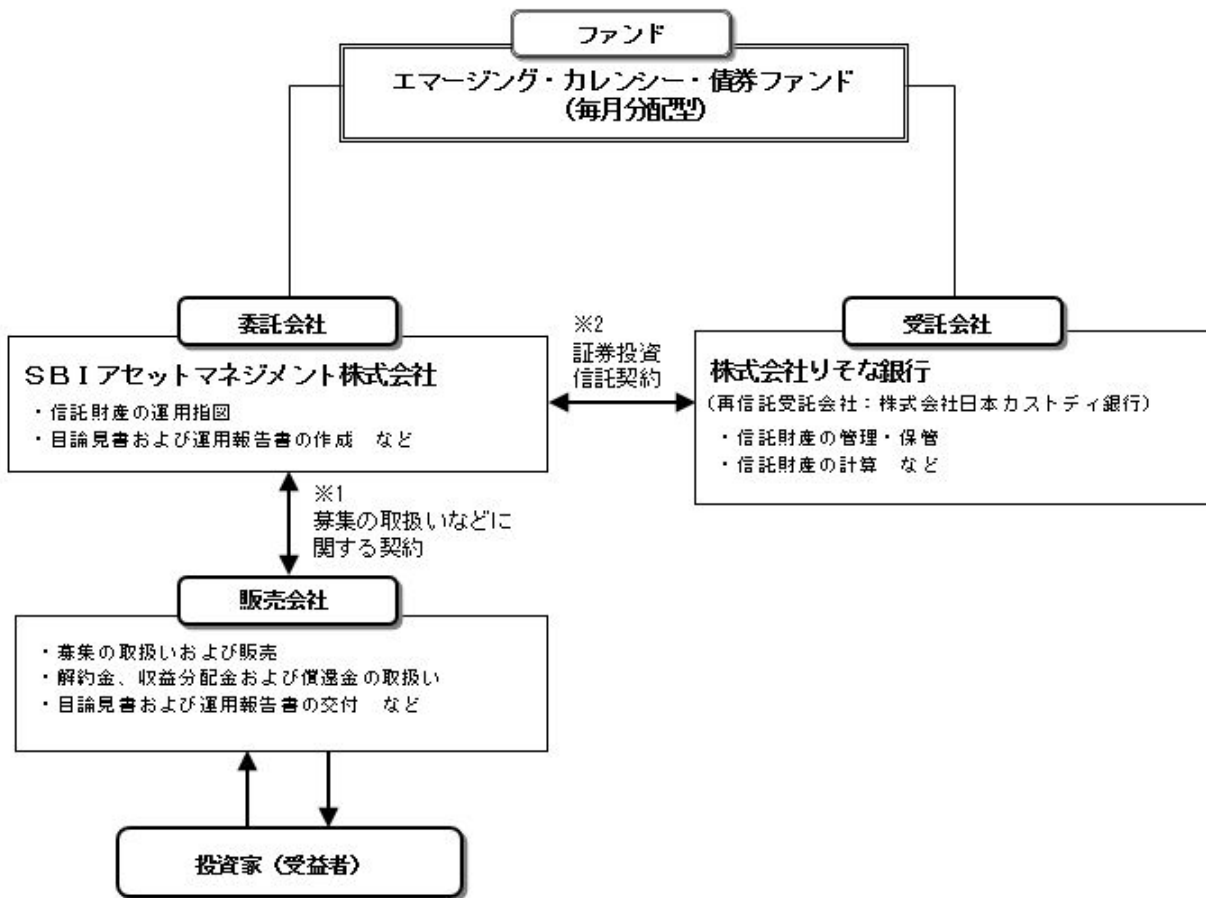 ファンド
エマージング・カレンシー・債券ファンド
(毎月分配型)
委託会社
SBIアセットマネジメント株式会社
・信託財産の運用指図
・目論見書および運用報告書の作成 など
※2
証券投資
信託契約
受託会社
株式会社りそな銀行
(再信託受託会社:株式会社日本カストディ銀行)
・信託財産の管理・保管
・信託財産の計算 など
※1
募集の取扱いなどに
関する契約
販売会社
・募集の取扱いおよび販売
・解約金、収益分配金および償還金の取扱い
・目論見書および運用報告書の交付 など
投資家(受益者)